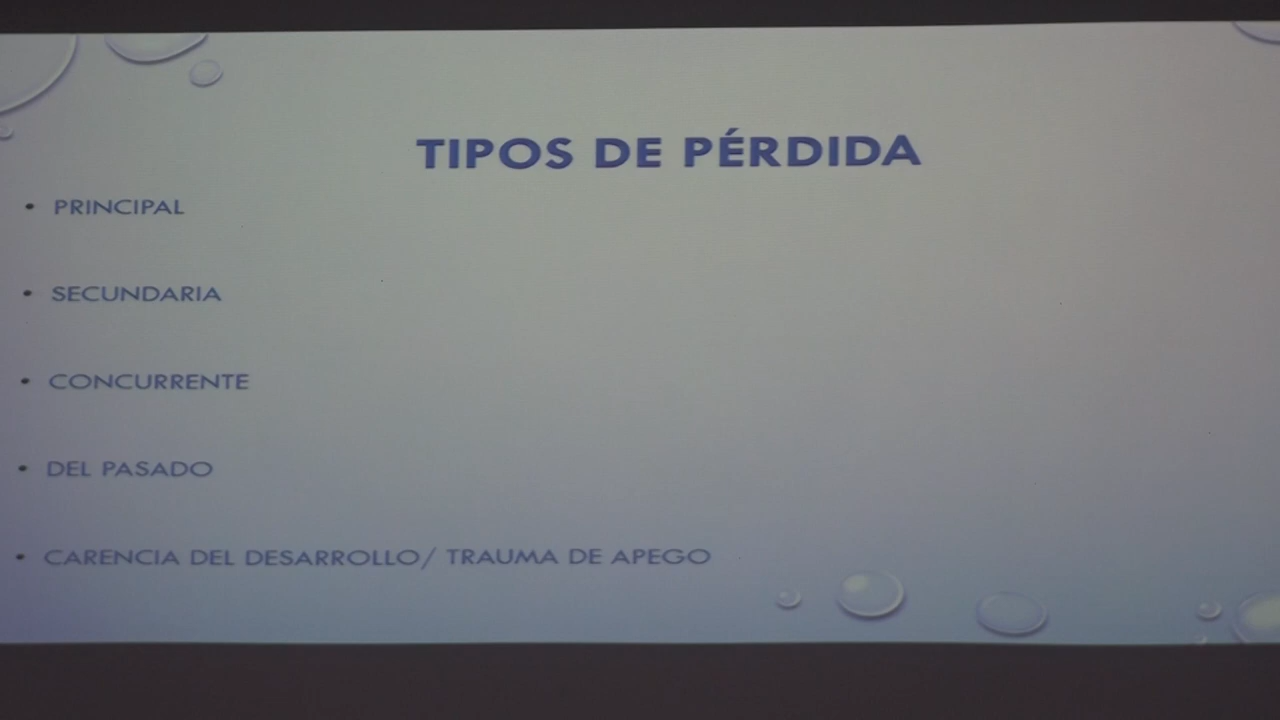 TIPOS DE PÉRDIDA
• PRINCIPAL
• SECUNDARIA
• CONCURRENTE
• DEL PASADO
• CARENCIA DEL DESARROLLO/ TRAUMA DE APEGO